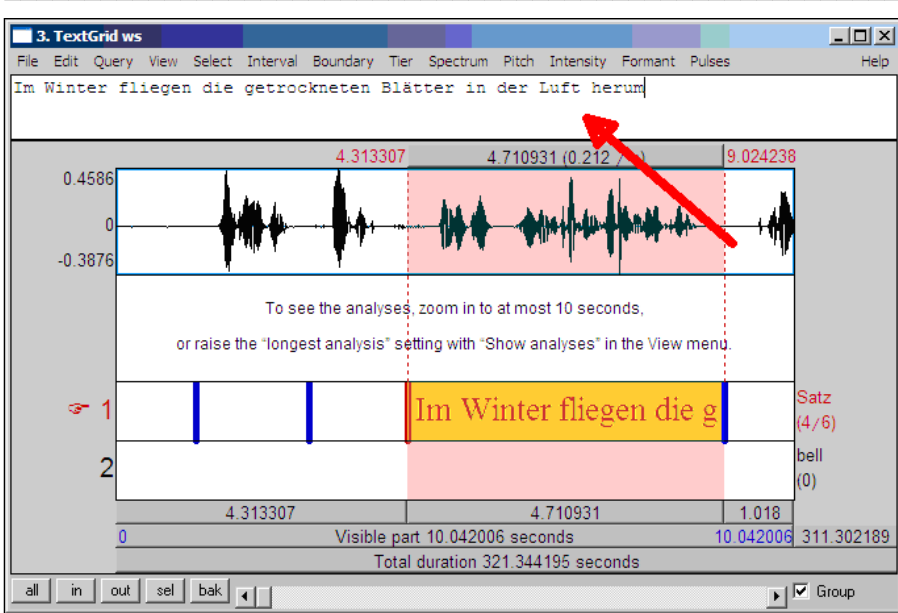 3. TextGrid ws
File Edit Query View Select Interval Boundary Tier Spectrum Pitch Intensity Formant Pulses Help
Im Winter fliegen die getrockneten Blätter in der Luft herum
4.313307 4.710931 (0.212 / 9.024238
0.4586
0
-0.3876
To see the analyses, zoom in to at most 10 seconds,
or raise the "longest analysis" setting with "Show analyses" in the View menu.
1 Im Winter fliegen die g Satz
(4/6)
2 bell
(0)
4.313307 4.710931 1.018
0 Visible part 10.042006 seconds 10.042006 311.302189
Total duration 321.344195 seconds
all in out sel bak Group